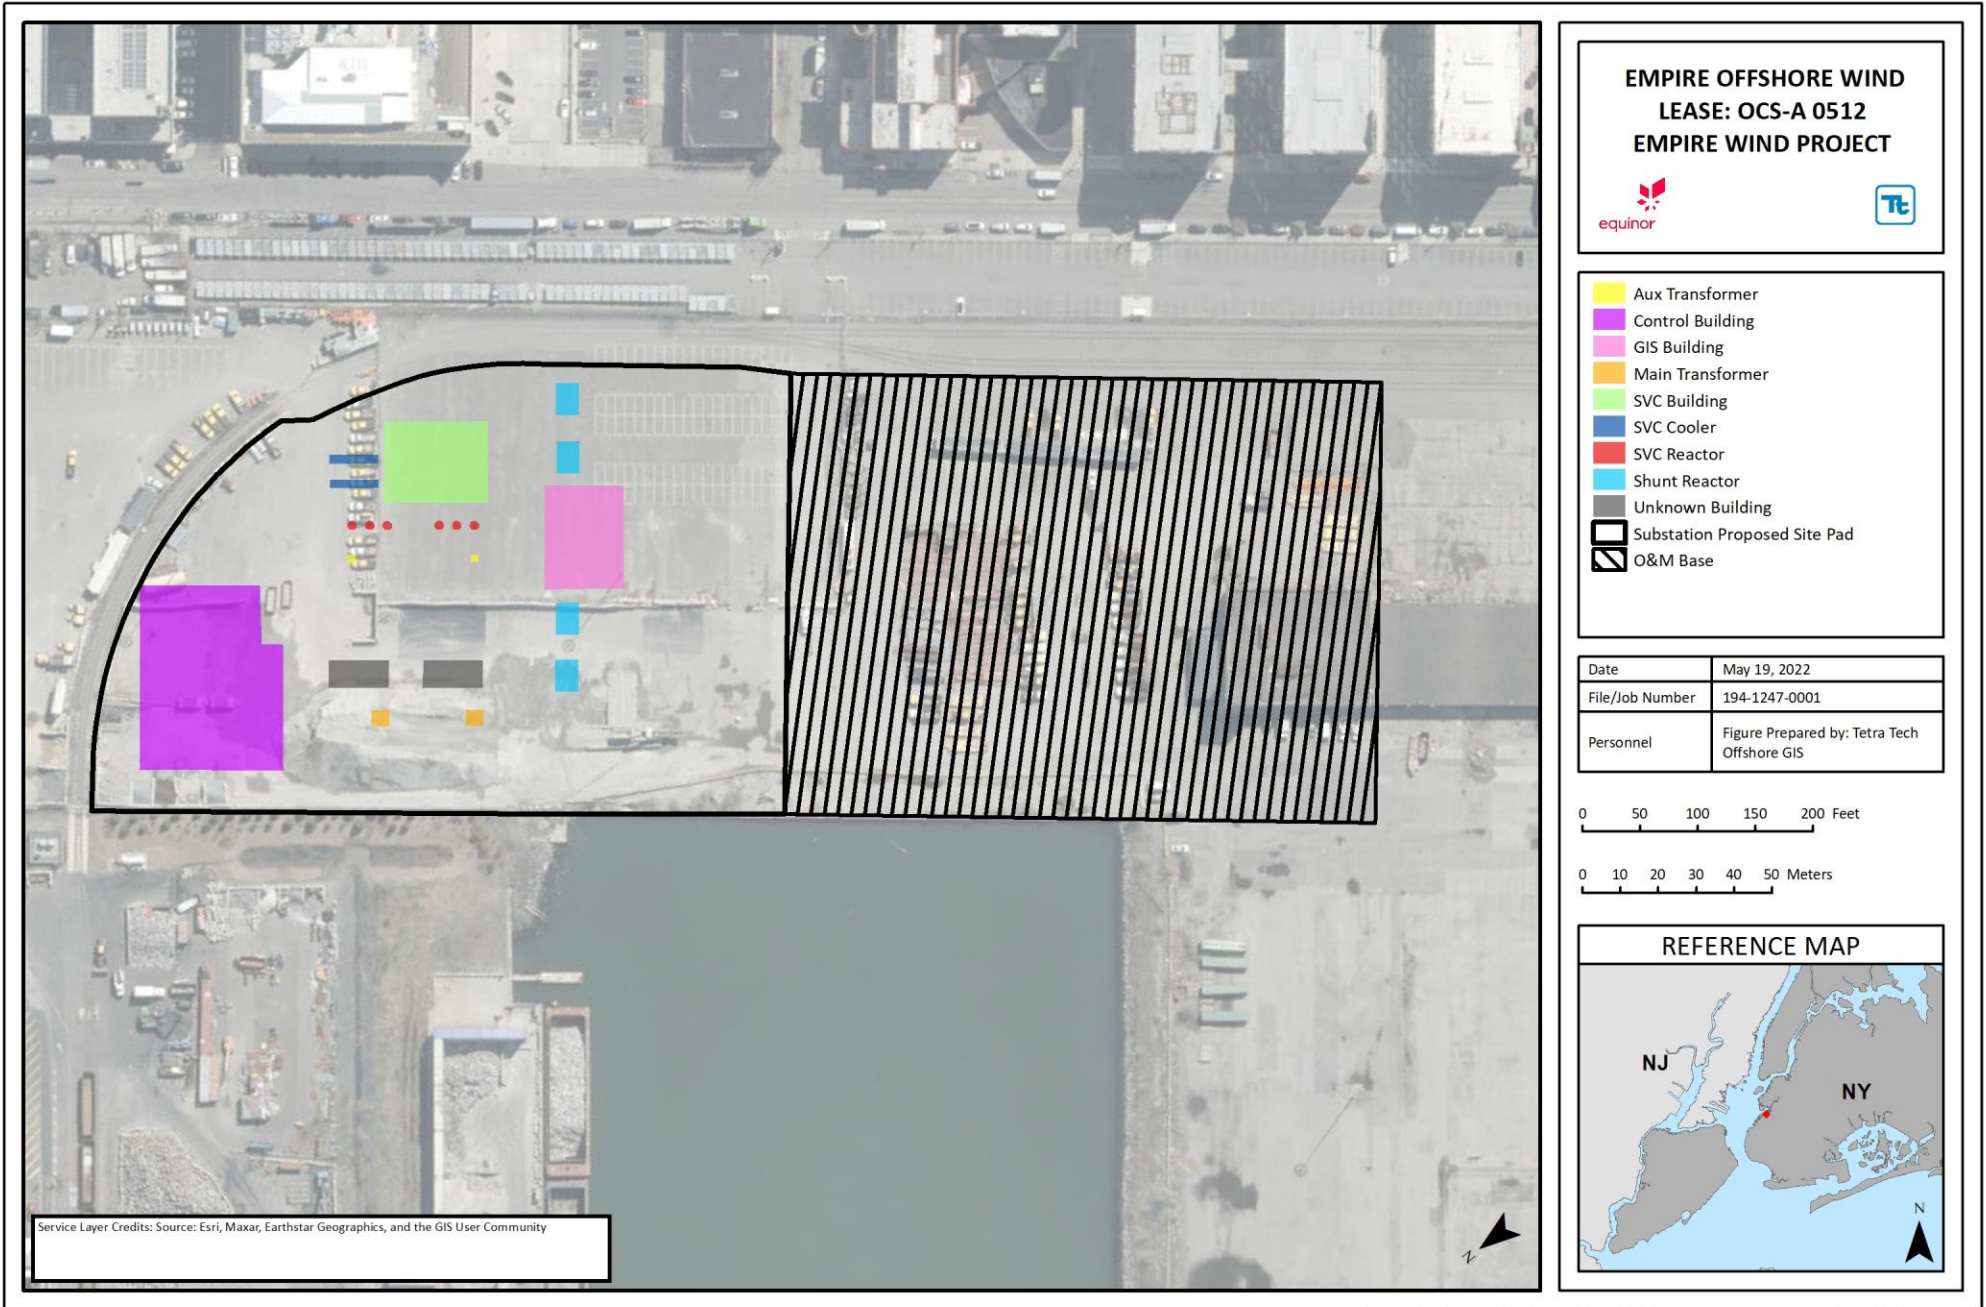 EMPIRE OFFSHORE WIND
LEASE: OCS-A 0512
EMPIRE WIND PROJECT
equinor
Tt
Aux Transformer
Control Building
GIS Building
Main Transformer
SVC Building
SVC Cooler
SVC Reactor
Shunt Reactor
Unknown Building
Substation Proposed Site Pad
O&M Base
Date May 19, 2022
File/Job Number 194-1247-0001
Personnel Figure Prepared by: Tetra Tech
Offshore GIS
0 50 100 150 200 Feet
0 10 20 30 40 50 Meters
REFERENCE MAP
NJ
NY
N
Service Layer Credits: Source: Esri, Maxar, Earthstar Geographics, and the GIS User Community
N